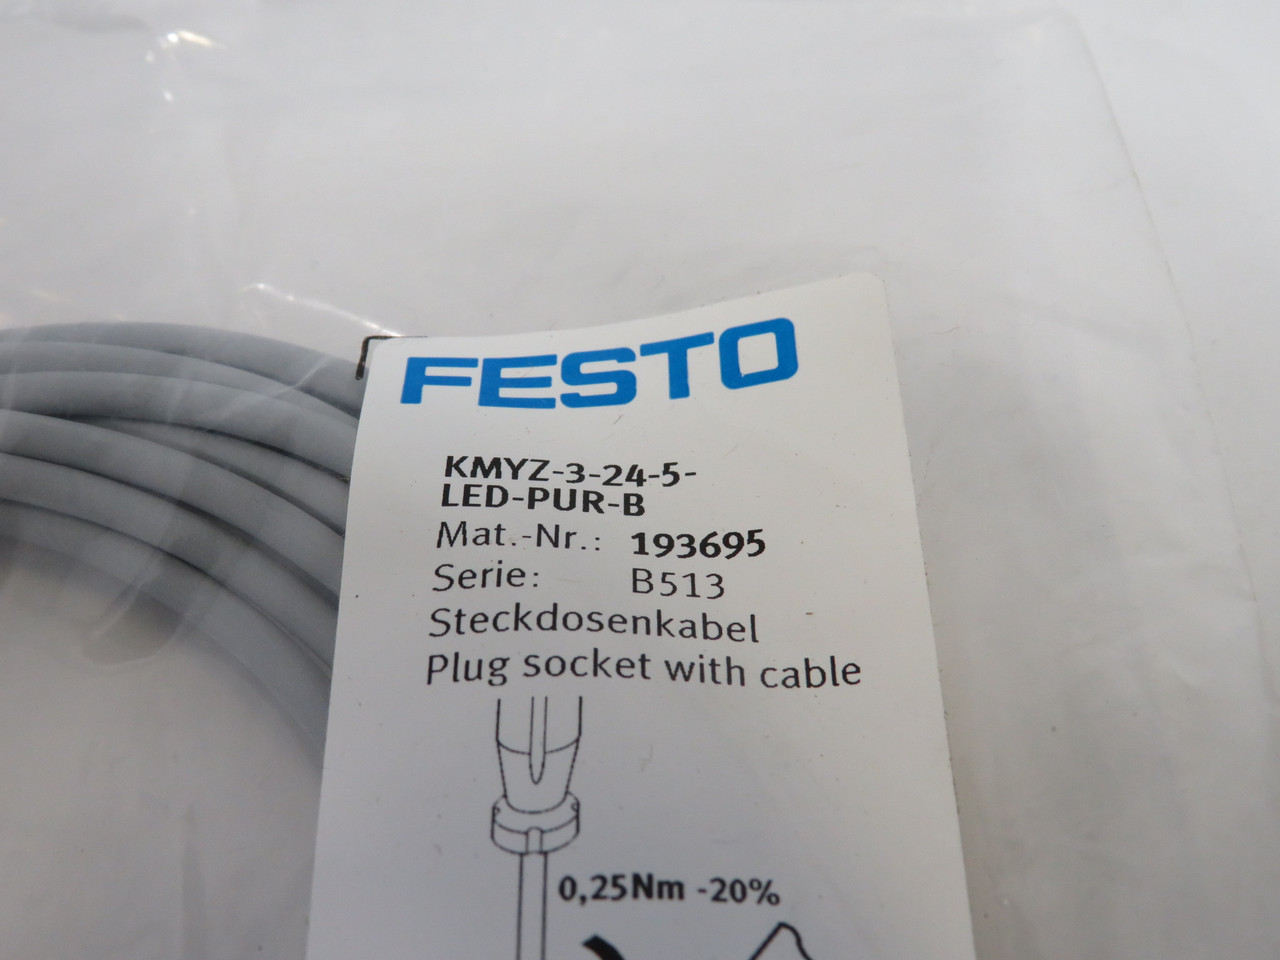 FESTO
KMYZ-3-24-5-
LED-PUR-B
Mat.-Nr.: 193695
Serie: B513
Steckdosenkabel
Plug socket with cable
0,25Nm -20%